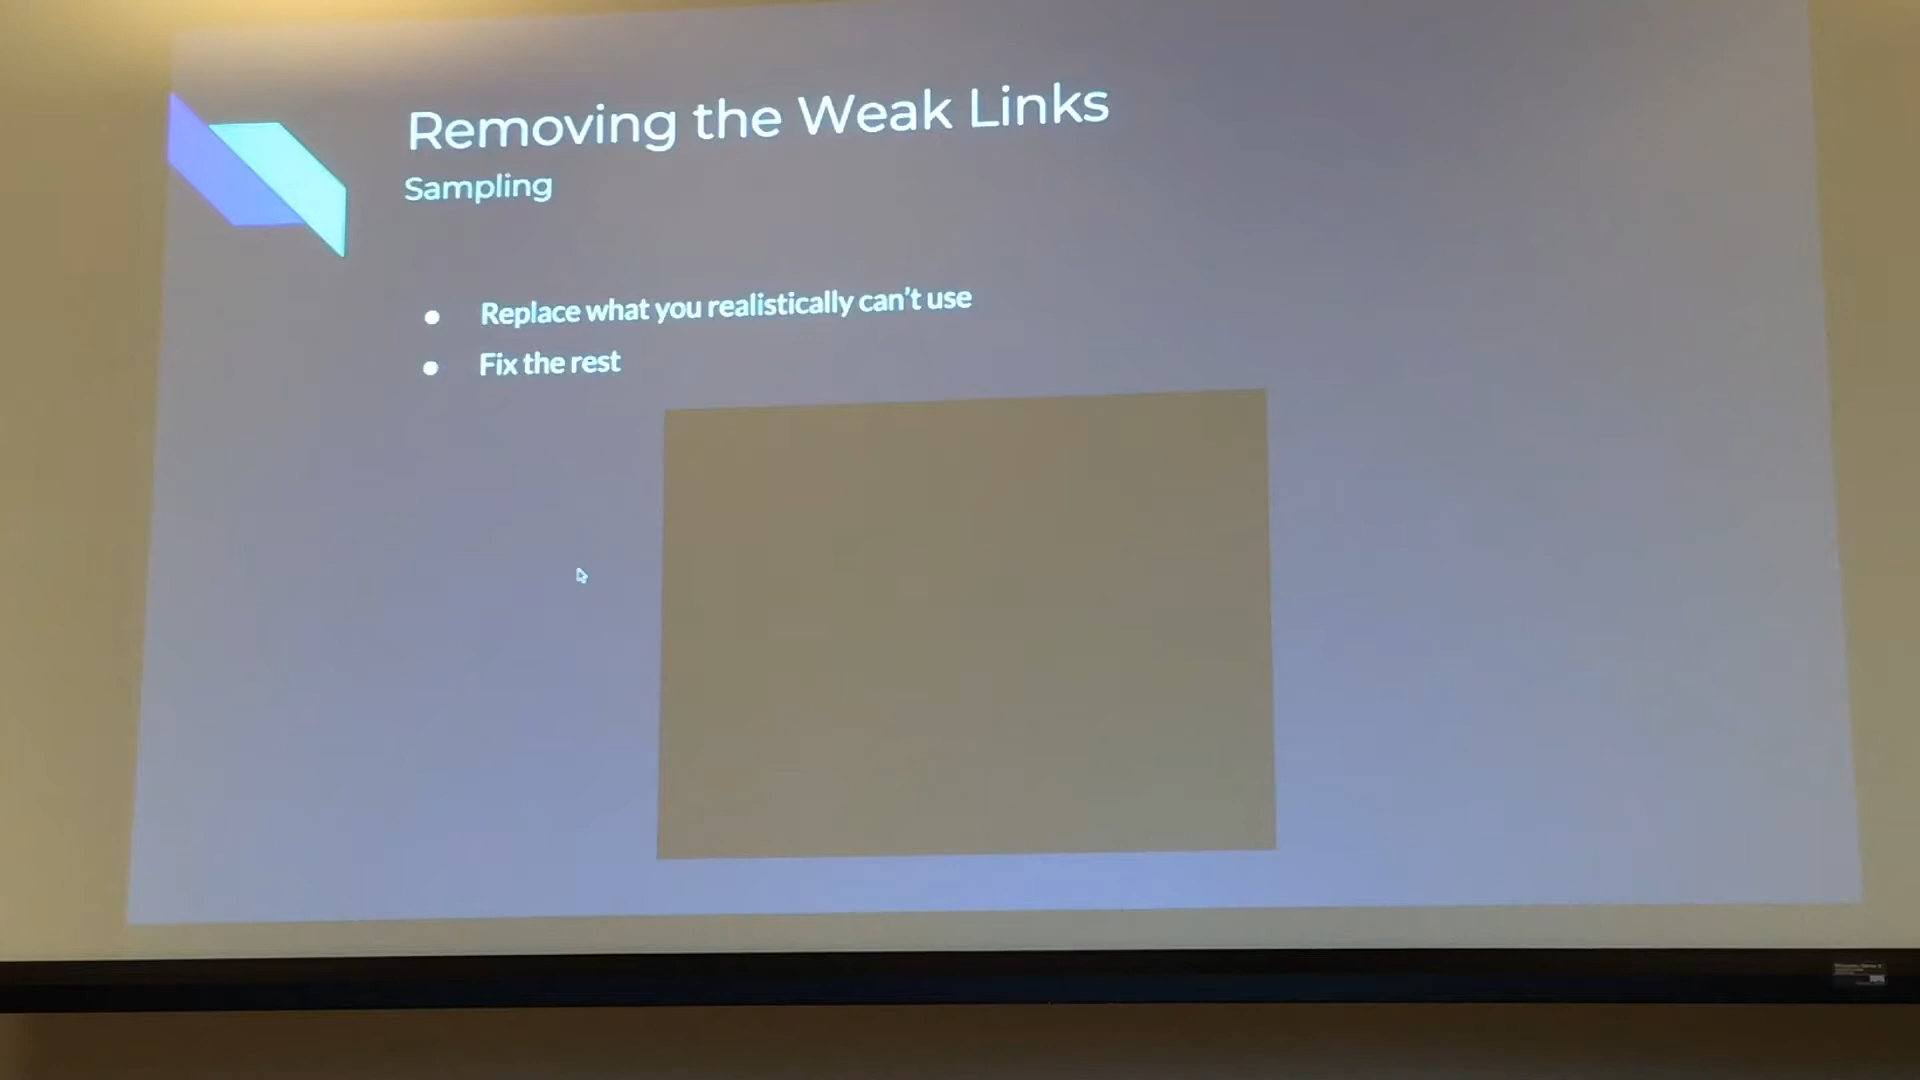 Removing the Weak Links
Sampling
Replace what you realistically can't use
Fix the rest